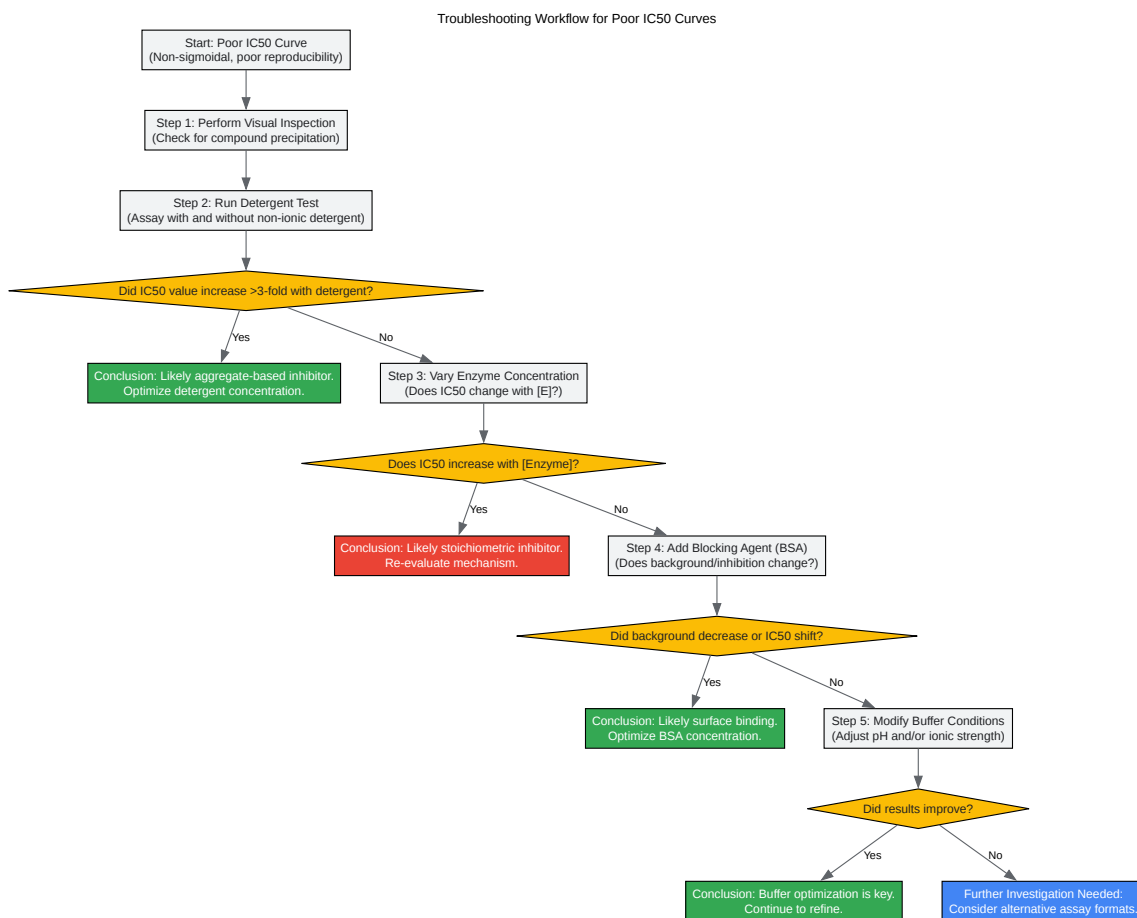 Troubleshooting Workflow for Poor IC50 Curves
Start: Poor IC50 Curve
(Non-sigmoidal, poor reproducibility)
Step 1: Perform Visual Inspection
(Check for compound precipitation)
Step 2: Run Detergent Test
(Assay with and without non-ionic detergent)
Did IC50 value increase >3-fold with detergent?
Yes
No
Conclusion: Likely aggregate-based inhibitor.
Optimize detergent concentration.
Step 3: Vary Enzyme Concentration
(Does IC50 change with [E]?)
Does IC50 increase with [Enzyme]?
Yes
No
Conclusion: Likely stoichiometric inhibitor.
Re-evaluate mechanism.
Step 4: Add Blocking Agent (BSA)
(Does background/inhibition change?)
Did background decrease or IC50 shift?
Yes
No
Conclusion: Likely surface binding.
Optimize BSA concentration.
Step 5: Modify Buffer Conditions
(Adjust pH and/or ionic strength)
Did results improve?
Yes
No
Conclusion: Buffer optimization is key.
Continue to refine.
Further Investigation Needed:
Consider alternative assay formats.